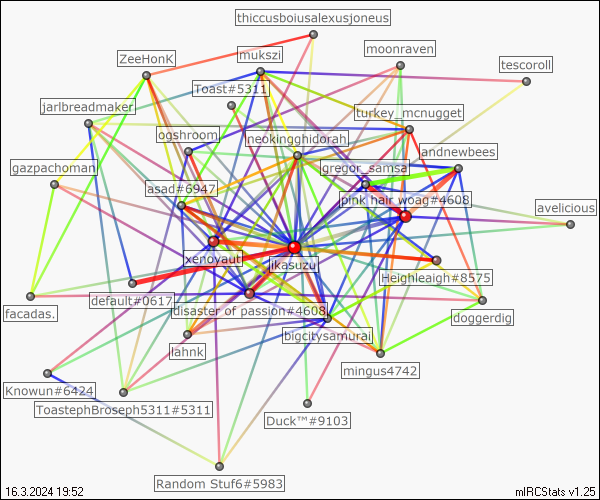 thiccusboiusalexusjoneus
mukszi
moonraven
ZeeHonK
tescoroll
Toast#5311
jarlbreadmaker
turkey_mcnugget
ogshroom
neokingghidorah
landnewbees
gazpachoman
gregor_samsa
asad#6947
pink hair woag#4608
avelicious
xenoyaut
jikasuzu
Heighleaigh#8575
default#0617
facadas.
disaster of passion#4608
doggerdig
bigcitysamurai
lahnk
mingus4742
Knowun#6424
ToastephBroseph5311#5311
Duck™#9103
Random Stuf6#5983
16.3.2024 19:52
mIRCStats v1.25